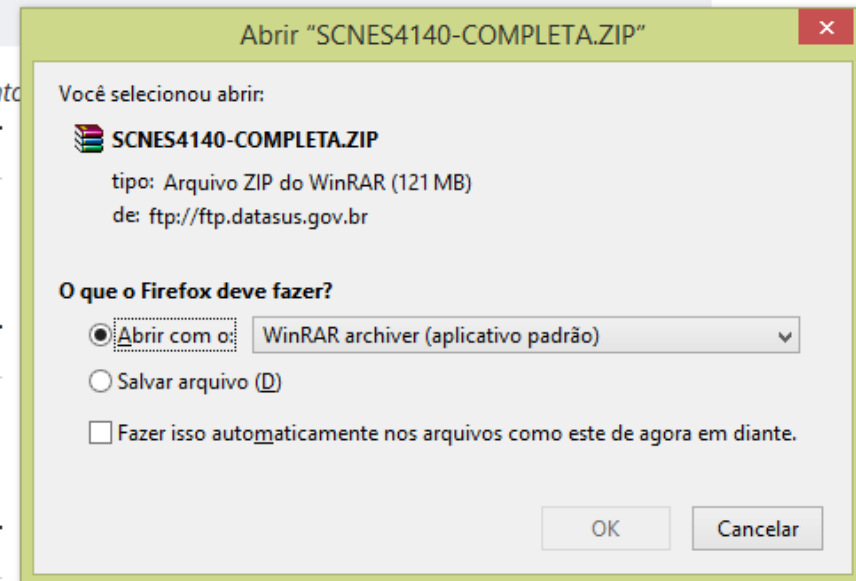 Abrir “SCNES4140-COMPLETA.ZIP”
Você selecionou abrir:
SCNES4140-COMPLETA.ZIP
tipo: Arquivo ZIP do WinRAR (121 MB)
de: ftp://ftp.datasus.gov.br
O que o Firefox deve fazer?
Abrir com o: WinRAR archiver (aplicativo padrão)
Salvar arquivo (D)
Fazer isso automaticamente nos arquivos como este de agora em diante.
OK Cancelar